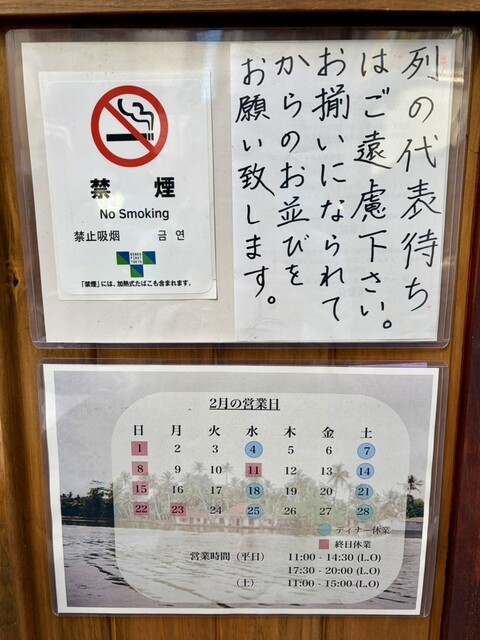 禁煙
No Smoking
禁止吸烟 금연
「禁煙」には、加熱式たばこも含まれます。
列の代表待ち
はご遠慮下さい。
お揃いになられて
からのお並びを
お願い致します。
2月の営業日
日 月 火 水 木 金 土
1 2 3 4 5 6 7
8 9 10 11 12 13 14
15 16 17 18 19 20 21
22 23 24 25 26 27 28
ディナー休業
終日休業
営業時間（平日） 11:00 - 14:30 (L.O)
17:30 - 20:00 (L.O)
（土） 11:00 - 15:00 (L.O)